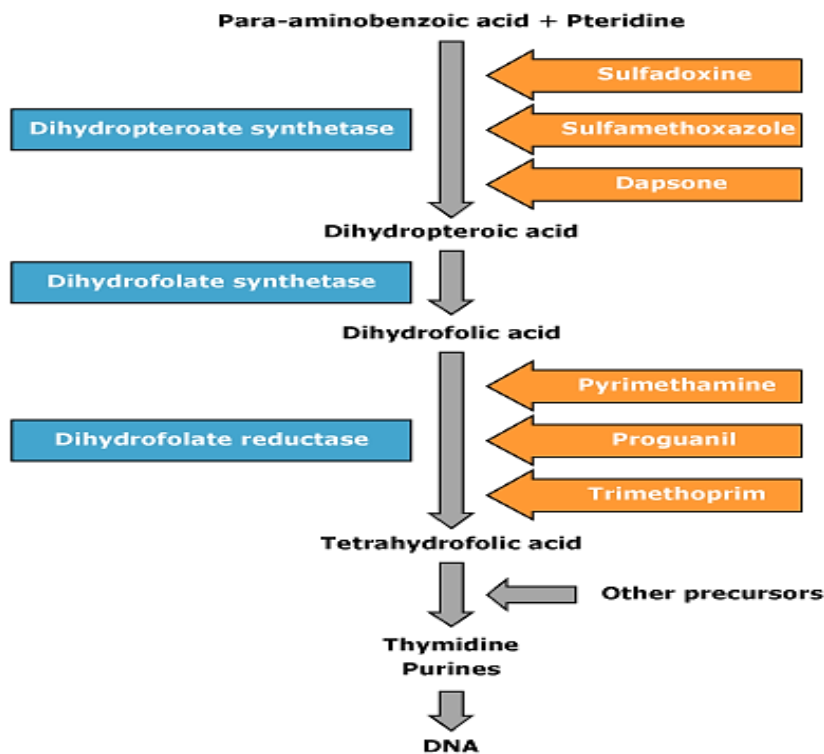 Para-aminobenzoic acid + Pteridine
Sulfadoxine
Dihydropteroate synthetase
Sulfamethoxazole
Dapsone
Dihydropteroic acid
Dihydrofolate synthetase
Dihydrofolic acid
Pyrimethamine
Dihydrofolate reductase
Proguanil
Trimethoprim
Tetrahydrofolic acid
Other precursors
Thymidine
Purines
DNA